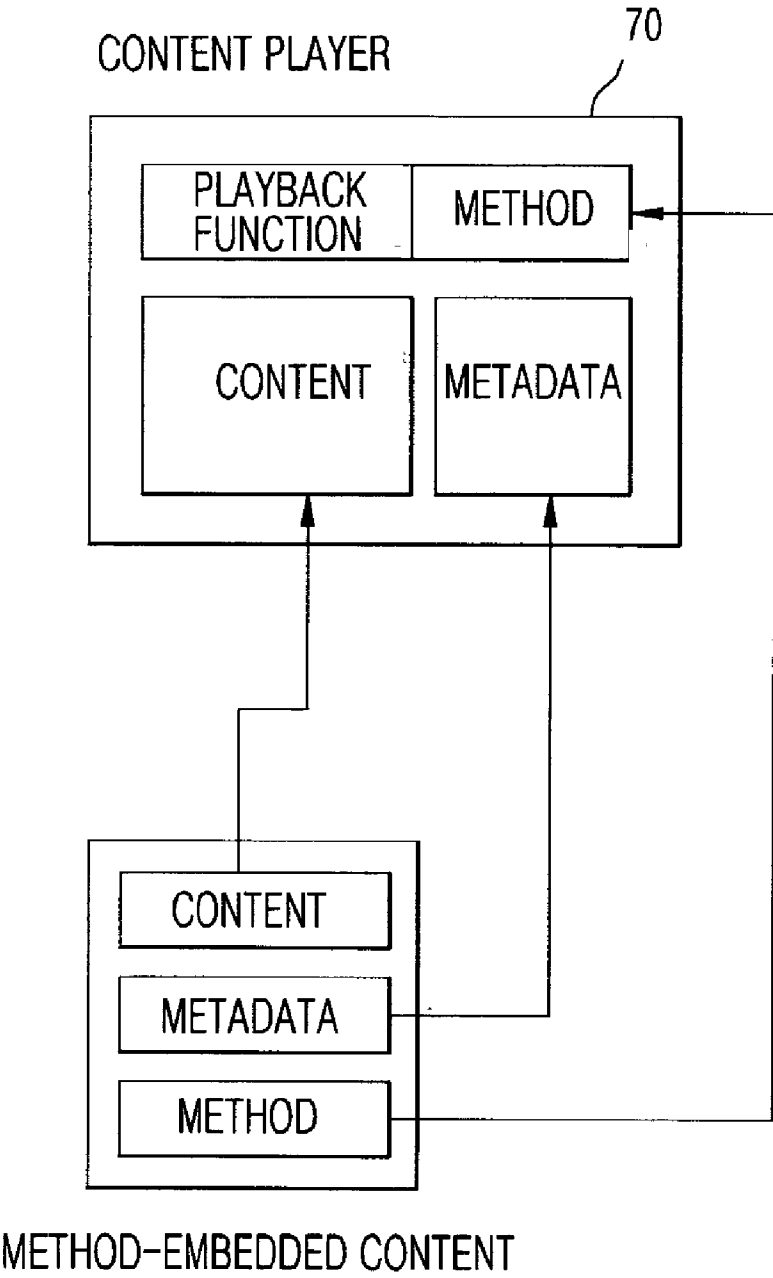 70
CONTENT PLAYER
PLAYBACK
FUNCTION
METHOD
CONTENT
METADATA
CONTENT
METADATA
METHOD
METHOD-EMBEDDED CONTENT